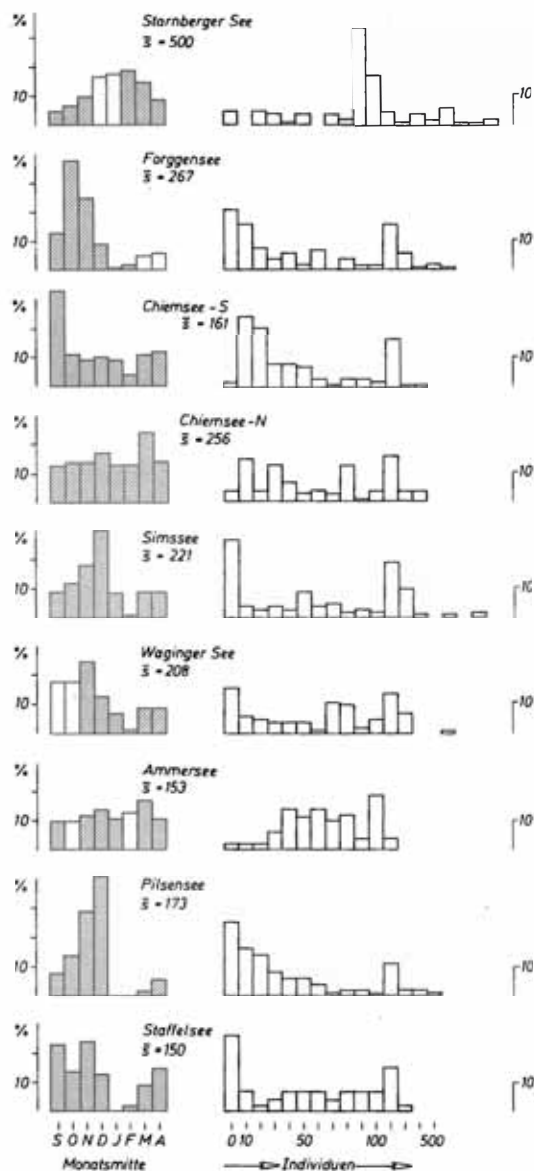 % Starnberger See
s̄ = 500
10 10
% Forggensee
s̄ = 267
10 10
% Chiemsee - S
s̄ = 161
10 10
% Chiemsee - N
s̄ = 256
10 10
% Simssee
s̄ = 221
10 10
% Waginger See
s̄ = 208
10 10
% Ammersee
s̄ = 153
10 10
% Pilsensee
s̄ = 173
10 10
% Staffelsee
s̄ = 150
10 10
S O N D J F M A 0 10 50 100 500
Monatsmitte Individuen